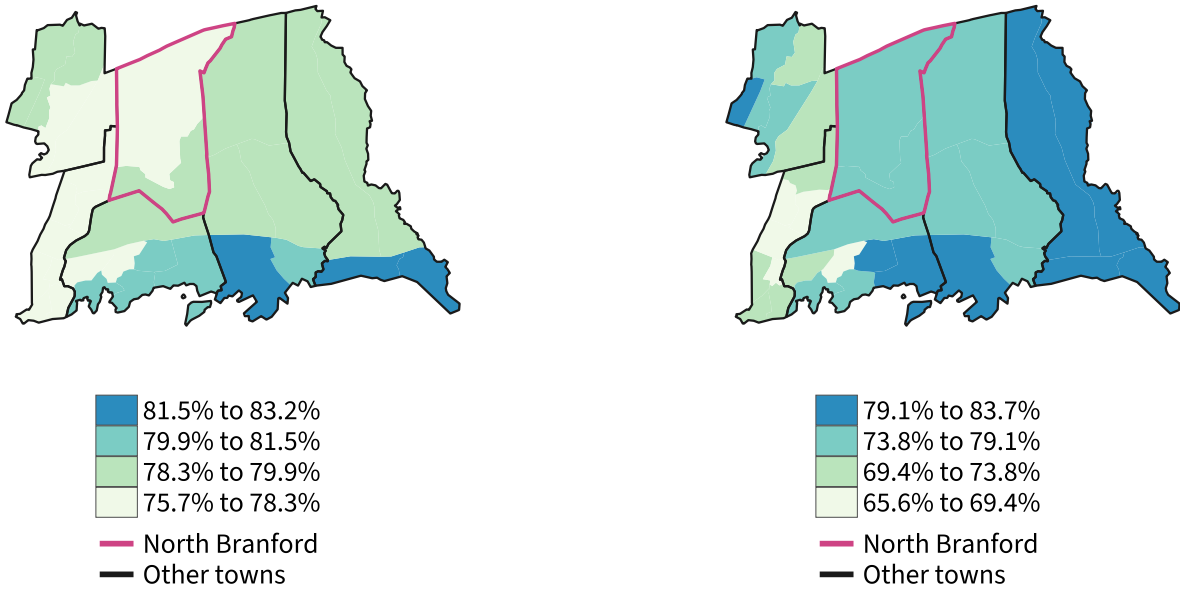 81.5% to 83.2%
79.9% to 81.5%
78.3% to 79.9%
75.7% to 78.3%
North Branford
Other towns
79.1% to 83.7%
73.8% to 79.1%
69.4% to 73.8%
65.6% to 69.4%
North Branford
Other towns